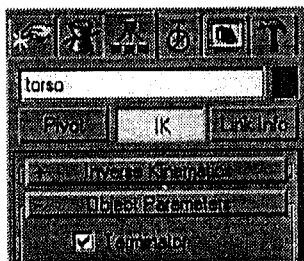 torso
Pivot IK Link Info
+ Inverse Kinematics
- Object Parameters
Terminator